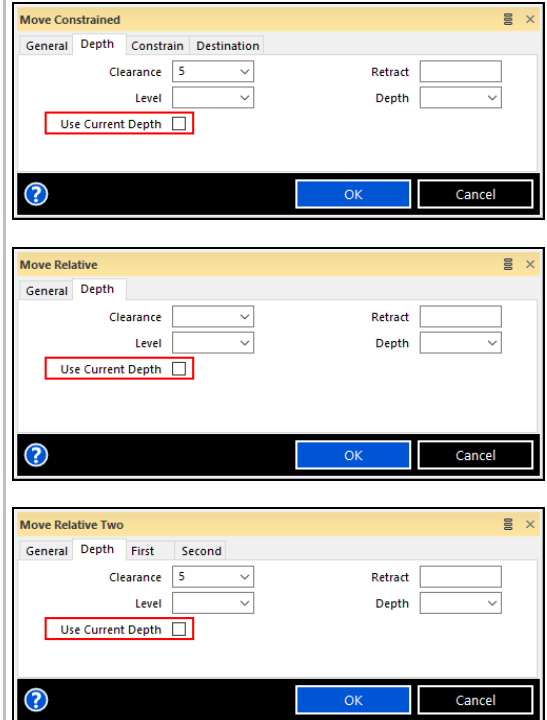 Move Constrained
General Depth Constrain Destination
Clearance 5 Retract
Level Depth
Use Current Depth
? OK Cancel
Move Relative
General Depth
Clearance Retract
Level Depth
Use Current Depth
? OK Cancel
Move Relative Two
General Depth First Second
Clearance 5 Retract
Level Depth
Use Current Depth
? OK Cancel